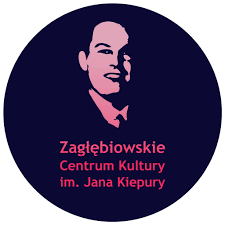 Zagłębiowskie
Centrum Kultury
im. Jana Kiepury